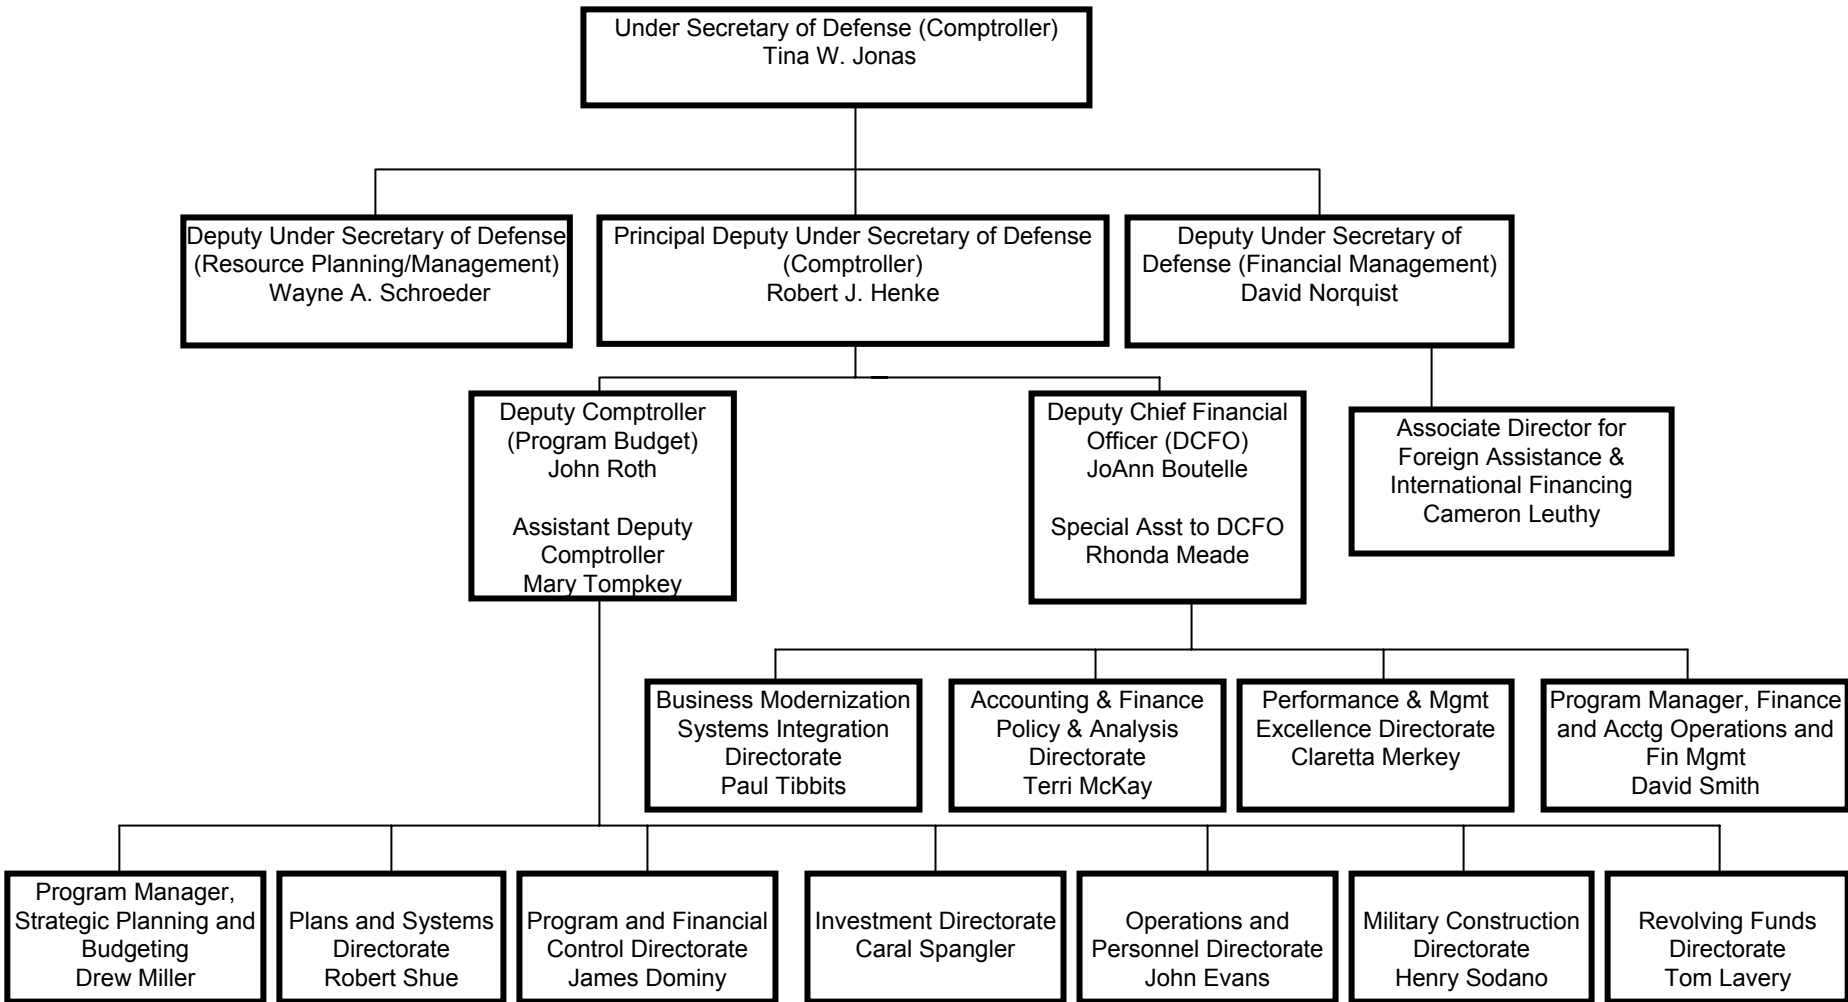 Under Secretary of Defense (Comptroller)
Tina W. Jonas
Deputy Under Secretary of Defense
(Resource Planning/Management)
Wayne A. Schroeder
Principal Deputy Under Secretary of Defense
(Comptroller)
Robert J. Henke
Deputy Under Secretary of
Defense (Financial Management)
David Norquist
Deputy Comptroller
(Program Budget)
John Roth
Assistant Deputy
Comptroller
Mary Tompkey
Deputy Chief Financial
Officer (DCFO)
JoAnn Boutelle
Special Asst to DCFO
Rhonda Meade
Associate Director for
Foreign Assistance &
International Financing
Cameron Leuthy
Business Modernization
Systems Integration
Directorate
Paul Tibbits
Accounting & Finance
Policy & Analysis
Directorate
Terri McKay
Performance & Mgmt
Excellence Directorate
Claretta Merkey
Program Manager, Finance
and Acctg Operations and
Fin Mgmt
David Smith
Program Manager,
Strategic Planning and
Budgeting
Drew Miller
Plans and Systems
Directorate
Robert Shue
Program and Financial
Control Directorate
James Dominy
Investment Directorate
Caral Spangler
Operations and
Personnel Directorate
John Evans
Military Construction
Directorate
Henry Sodano
Revolving Funds
Directorate
Tom Lavery